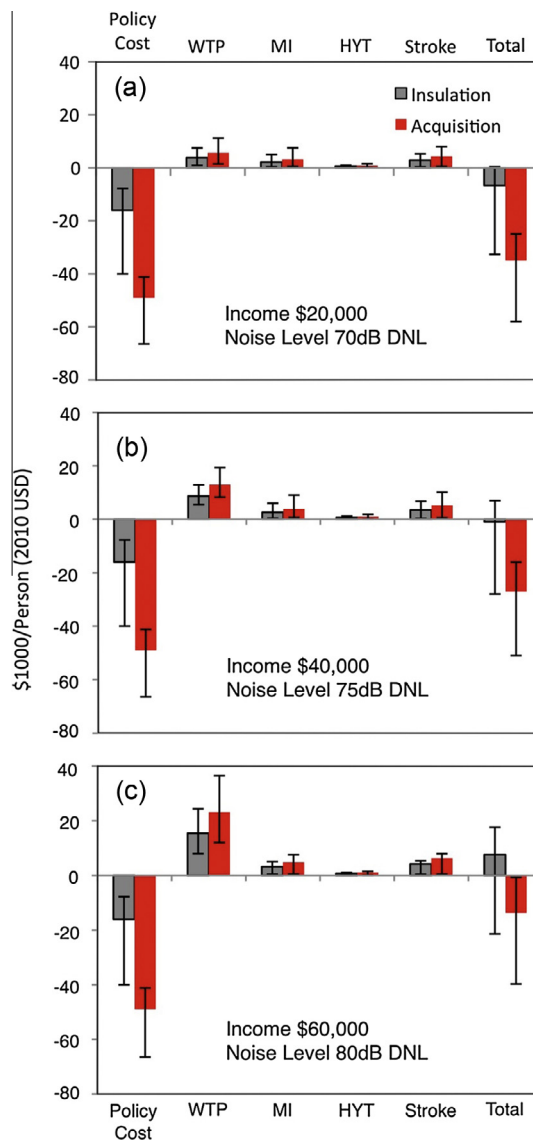 Policy
Cost WTP MI HYT Stroke Total
40
(a)
Insulation
20
Acquisition
0
-20
-40
Income $20,000
-60
Noise Level 70dB DNL
-80
$1000/Person (2010 USD)
40
(b)
20
0
-20
-40
Income $40,000
-60
Noise Level 75dB DNL
-80
40
(c)
20
0
-20
-40
Income $60,000
-60
Noise Level 80dB DNL
-80
Policy WTP MI HYT Stroke Total
Cost